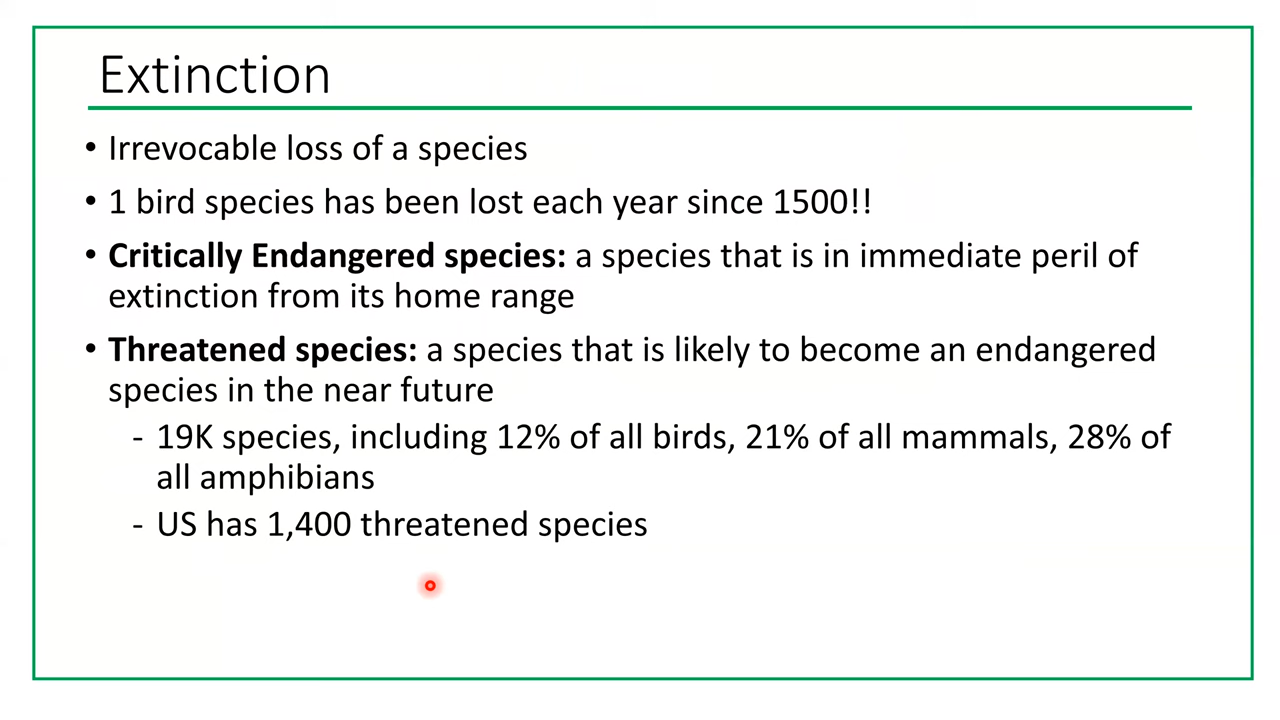 Extinction
• Irrevocable loss of a species
• 1 bird species has been lost each year since 1500!!
• Critically Endangered species: a species that is in immediate peril of
extinction from its home range
• Threatened species: a species that is likely to become an endangered
species in the near future
- 19K species, including 12% of all birds, 21% of all mammals, 28% of
all amphibians
- US has 1,400 threatened species